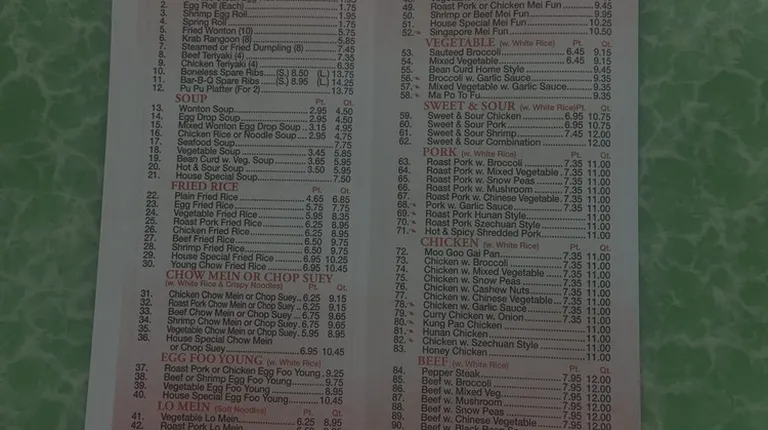 2. Egg Roll (Each) 1.95
3. Shrimp Egg Roll 1.95
4. Spring Roll 1.75
5. Fried Wonton (10) 5.75
6. Krab Rangoon (8) 5.85
7. Steamed or Fried Dumpling (8) 7.45
8. Beef Teriyaki (4) 7.35
9. Chicken Teriyaki (4) 6.35
10. Boneless Spare Ribs (S.) 8.50 (L) 13.75
11. Bar-B-Q Spare Ribs (S.) 8.95 (L) 14.25
12. Pu Pu Platter (For 2) 13.75
SOUP Pt. Qt.
13. Wonton Soup 2.95 4.50
14. Egg Drop Soup 2.95 4.50
15. Mixed Wonton Egg Drop Soup 3.15 4.95
16. Chicken Rice or Noodle Soup 2.95 4.75
17. Seafood Soup 7.75
18. Vegetable Soup 3.45 5.85
19. Bean Curd w. Veg. Soup 3.65 5.95
20. Hot & Sour Soup 3.50 5.95
21. House Special Soup 7.50
FRIED RICE Pt. Qt.
22. Plain Fried Rice 4.65 6.85
23. Egg Fried Rice 5.75 7.75
24. Vegetable Fried Rice 5.95 8.35
25. Roast Pork Fried Rice 6.25 8.95
26. Chicken Fried Rice 6.25 8.95
27. Beef Fried Rice 6.50 9.75
28. Shrimp Fried Rice 6.50 9.75
29. House Special Fried Rice 6.95 10.25
30. Young Chow Fried Rice 6.95 10.45
CHOW MEIN OR CHOP SUEY
(w. White Rice & Crispy Noodles) Pt. Qt.
31. Chicken Chow Mein or Chop Suey 6.25 9.15
32. Roast Pork Chow Mein or Chop Suey 6.25 9.15
33. Beef Chow Mein or Chop Suey 6.75 9.65
34. Shrimp Chow Mein or Chop Suey 6.75 9.65
35. Vegetable Chow Mein or Chop Suey 5.95 8.95
36. House Special Chow Mein
or Chop Suey 6.95 10.45
EGG FOO YOUNG (w. White Rice)
37. Roast Pork or Chicken Egg Foo Young 9.25
38. Beef or Shrimp Egg Foo Young 9.75
39. Vegetable Egg Foo Young 8.95
40. House Special Egg Foo Young 10.45
LO MEIN (Soft Noodles) Pt. Qt.
41. Vegetable Lo Mein 6.25 8.95
42. Roast Pork Lo Mein
49. Roast Pork or Chicken Mei Fun 9.45
50. Shrimp or Beef Mei Fun 9.95
51. House Special Mei Fun 10.25
52. Singapore Mei Fun 10.50
VEGETABLE (w. White Rice) Pt. Qt.
53. Sauteed Broccoli 6.45 9.15
54. Mixed Vegetable 6.45 9.15
55. Bean Curd Home Style 9.45
56. Broccoli w. Garlic Sauce 9.35
57. Mixed Vegetable w. Garlic Sauce 9.35
58. Ma Po To Fu 9.35
SWEET & SOUR (w. White Rice) Pt. Qt.
59. Sweet & Sour Chicken 6.95 10.75
60. Sweet & Sour Pork 6.95 10.75
61. Sweet & Sour Shrimp 7.45 12.00
62. Sweet & Sour Combination 12.00
PORK (w. White Rice) Pt. Qt.
63. Roast Pork w. Broccoli 7.35 11.00
64. Roast Pork w. Mixed Vegetable 7.35 11.00
65. Roast Pork w. Snow Peas 7.35 11.00
66. Roast Pork w. Mushroom 7.35 11.00
67. Roast Pork w. Chinese Vegetable 7.35 11.00
68. Pork w. Garlic Sauce 7.35 11.00
69. Roast Pork Hunan Style 11.00
70. Roast Pork Szechuan Style 11.00
71. Hot & Spicy Shredded Pork 11.00
CHICKEN (w. White Rice) Pt. Qt.
72. Moo Goo Gai Pan 7.35 11.00
73. Chicken w. Broccoli 7.35 11.00
74. Chicken w. Mixed Vegetable 7.35 11.00
75. Chicken w. Snow Peas 7.35 11.00
76. Chicken w. Cashew Nuts 7.35 11.00
77. Chicken w. Chinese Vegetable 7.35 11.00
78. Chicken w. Garlic Sauce 7.35 11.00
79. Curry Chicken w. Onion 7.35 11.00
80. Kung Pao Chicken 11.00
81. Hunan Chicken 11.00
82. Chicken w. Szechuan Style 11.00
83. Honey Chicken 11.00
BEEF (w. White Rice) Pt. Qt.
84. Pepper Steak 7.95 12.00
85. Beef w. Broccoli 7.95 12.00
86. Beef w. Mixed Veg. 7.95 12.00
87. Beef w. Mushroom 7.95 12.00
88. Beef w. Snow Peas 7.95 12.00
89. Beef w. Chinese Vegetable 7.95 12.00
90.